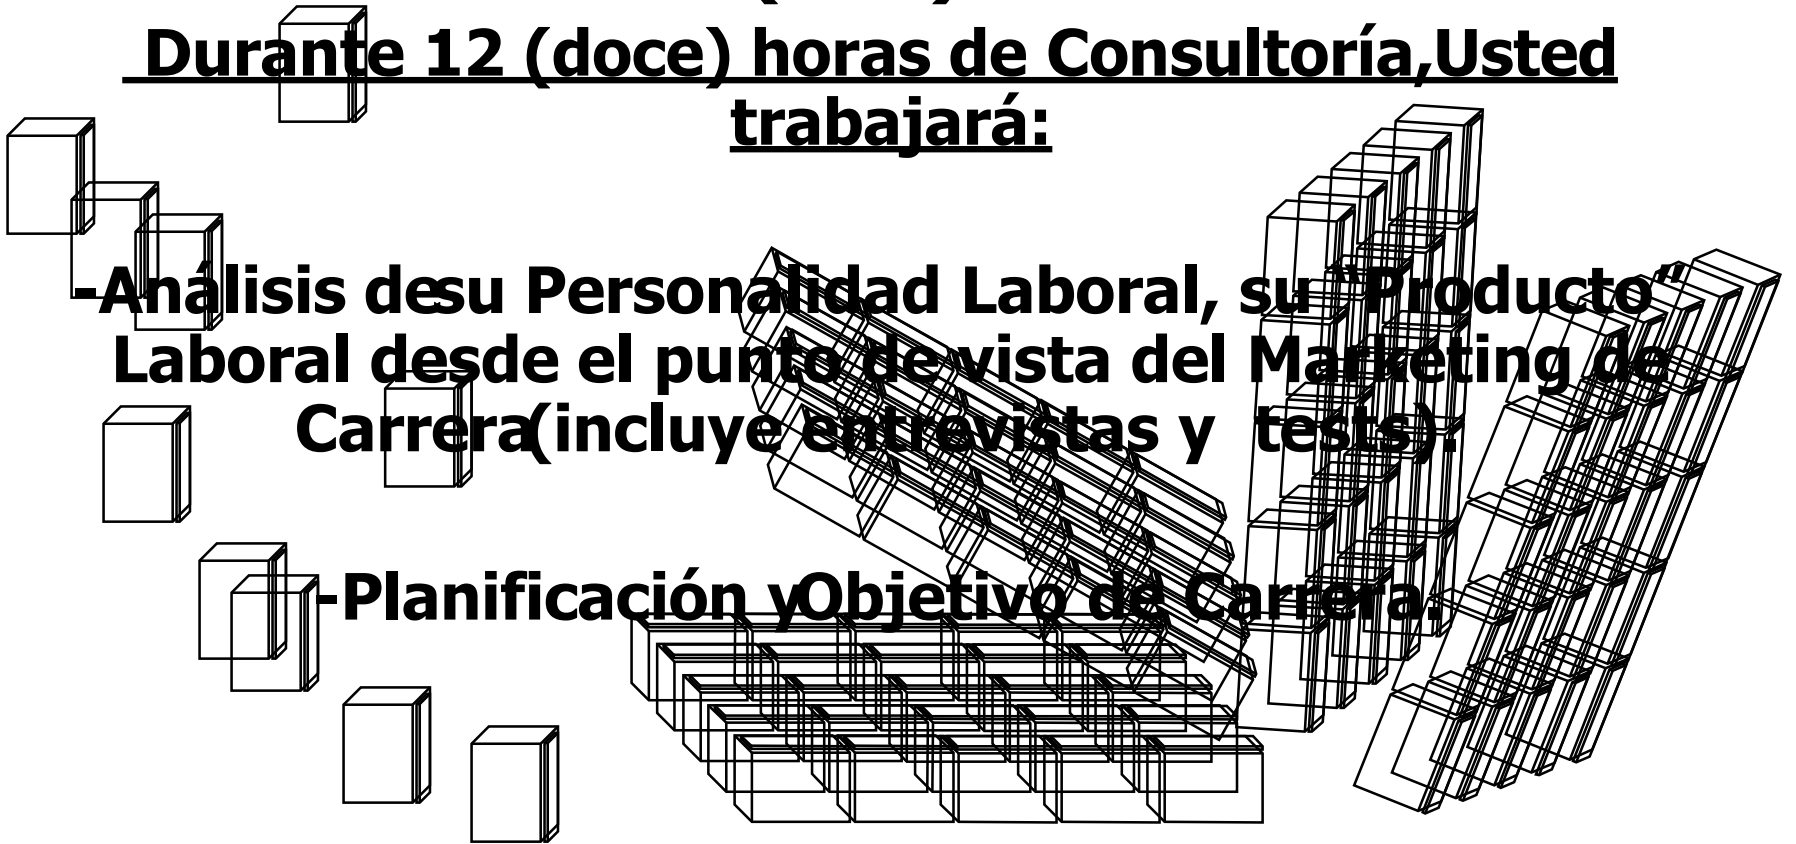 Durante 12 (doce) horas de Consultoría,Usted
trabajará:
-Análisis desu Personalidad Laboral, su "Producto"
Laboral desde el punto de vista del Marketing de
Carrera(incluye entrevistas y tests).
-Planificación yObjetivo de Carrera.